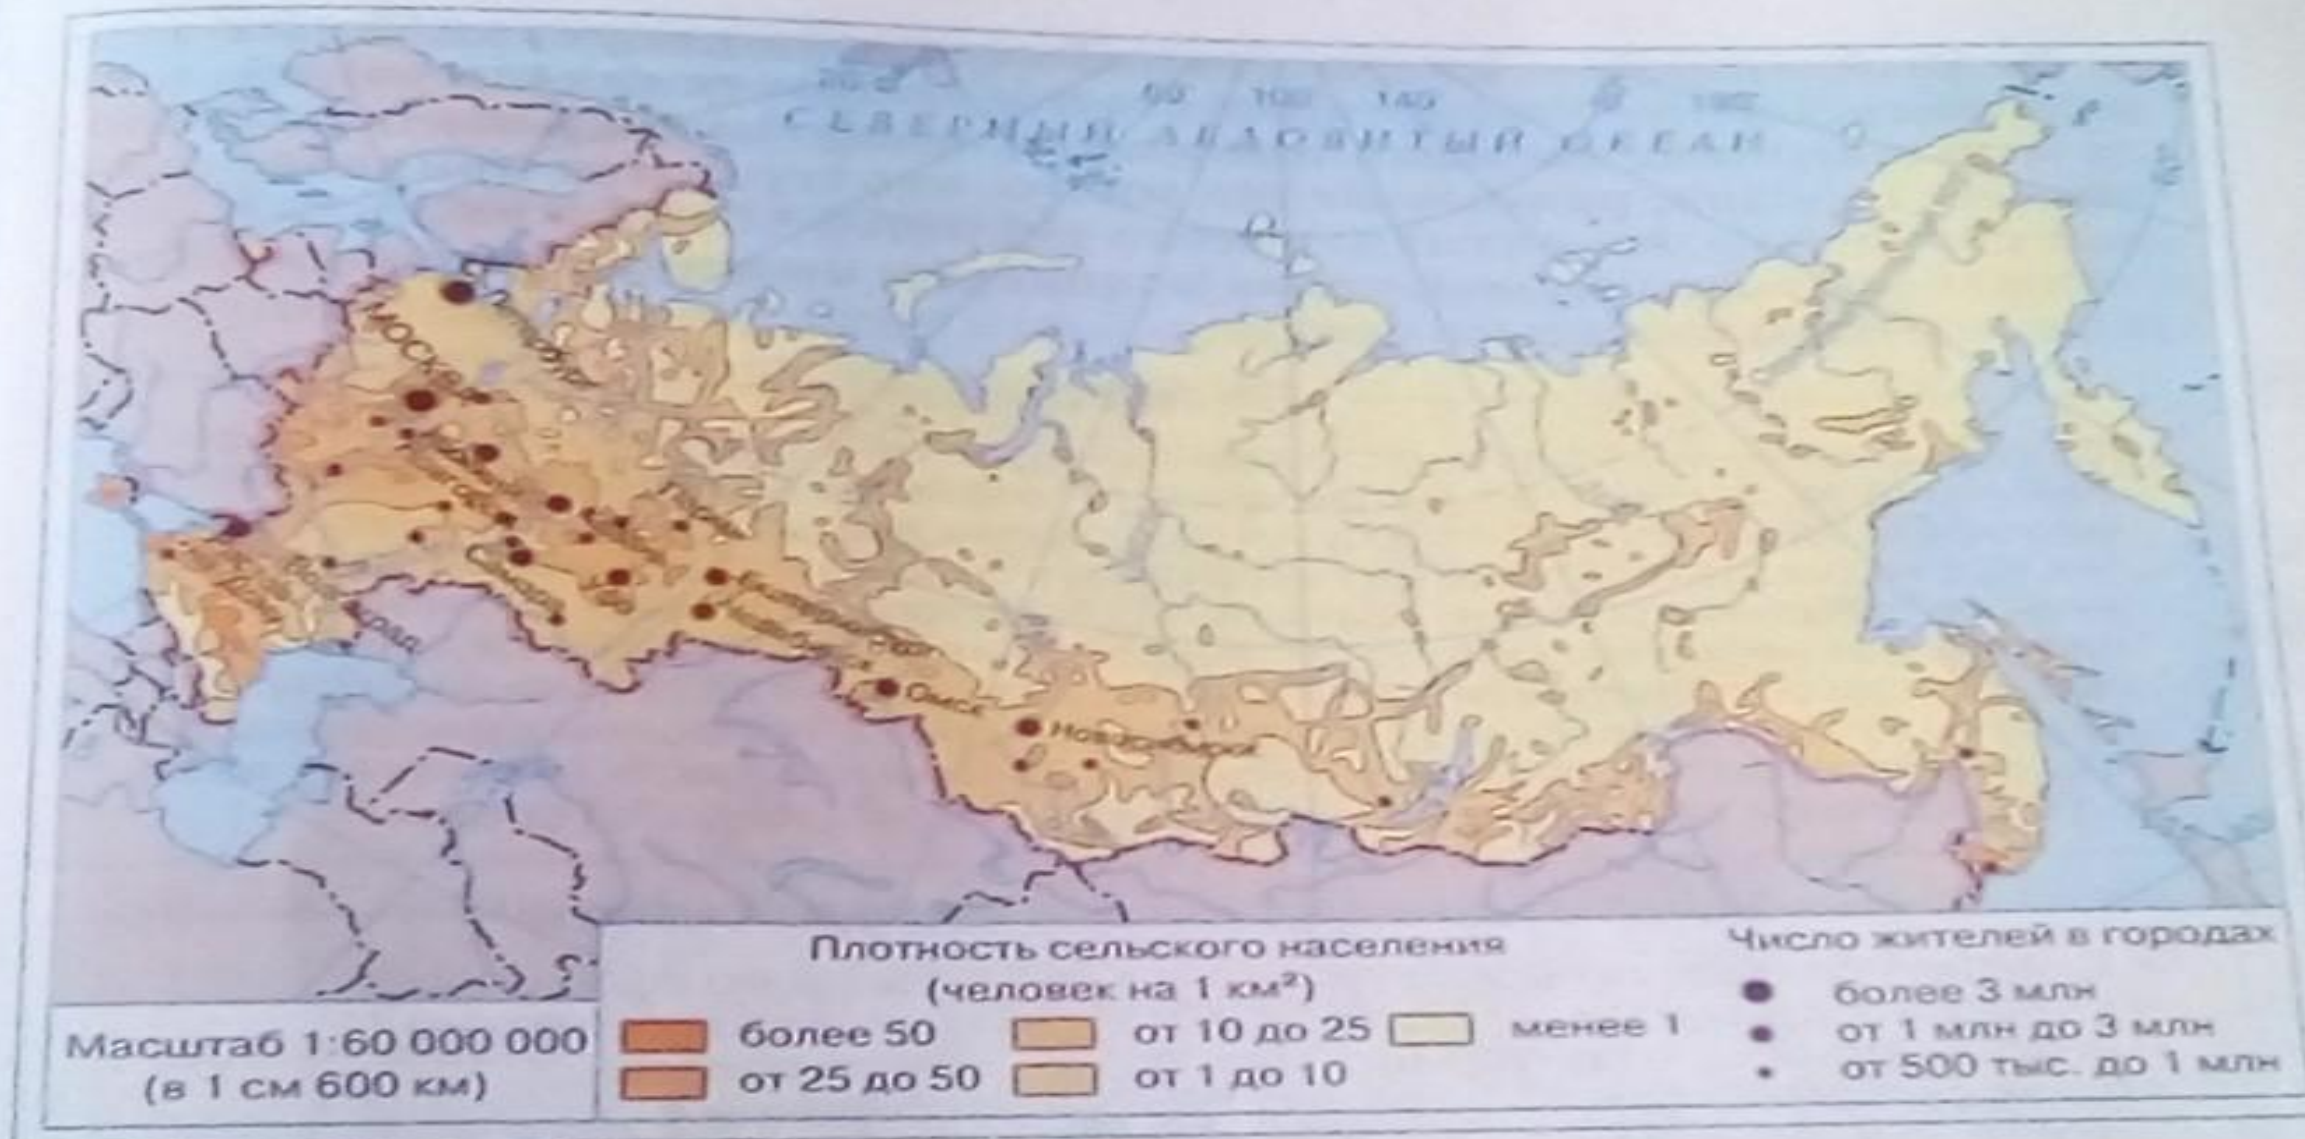 СЕВЕРНЫЙ ЛЕДОВИТЫЙ ОКЕАН
МОСКВА
Самара
Екатеринбург
Омск
Новосибирск
Плотность сельского населения
(человек на 1 км²)
более 50
от 25 до 50
от 10 до 25
от 1 до 10
менее 1
Число жителей в городах
более 3 млн
от 1 млн до 3 млн
от 500 тыс. до 1 млн
Масштаб 1:60 000 000
(в 1 см 600 км)